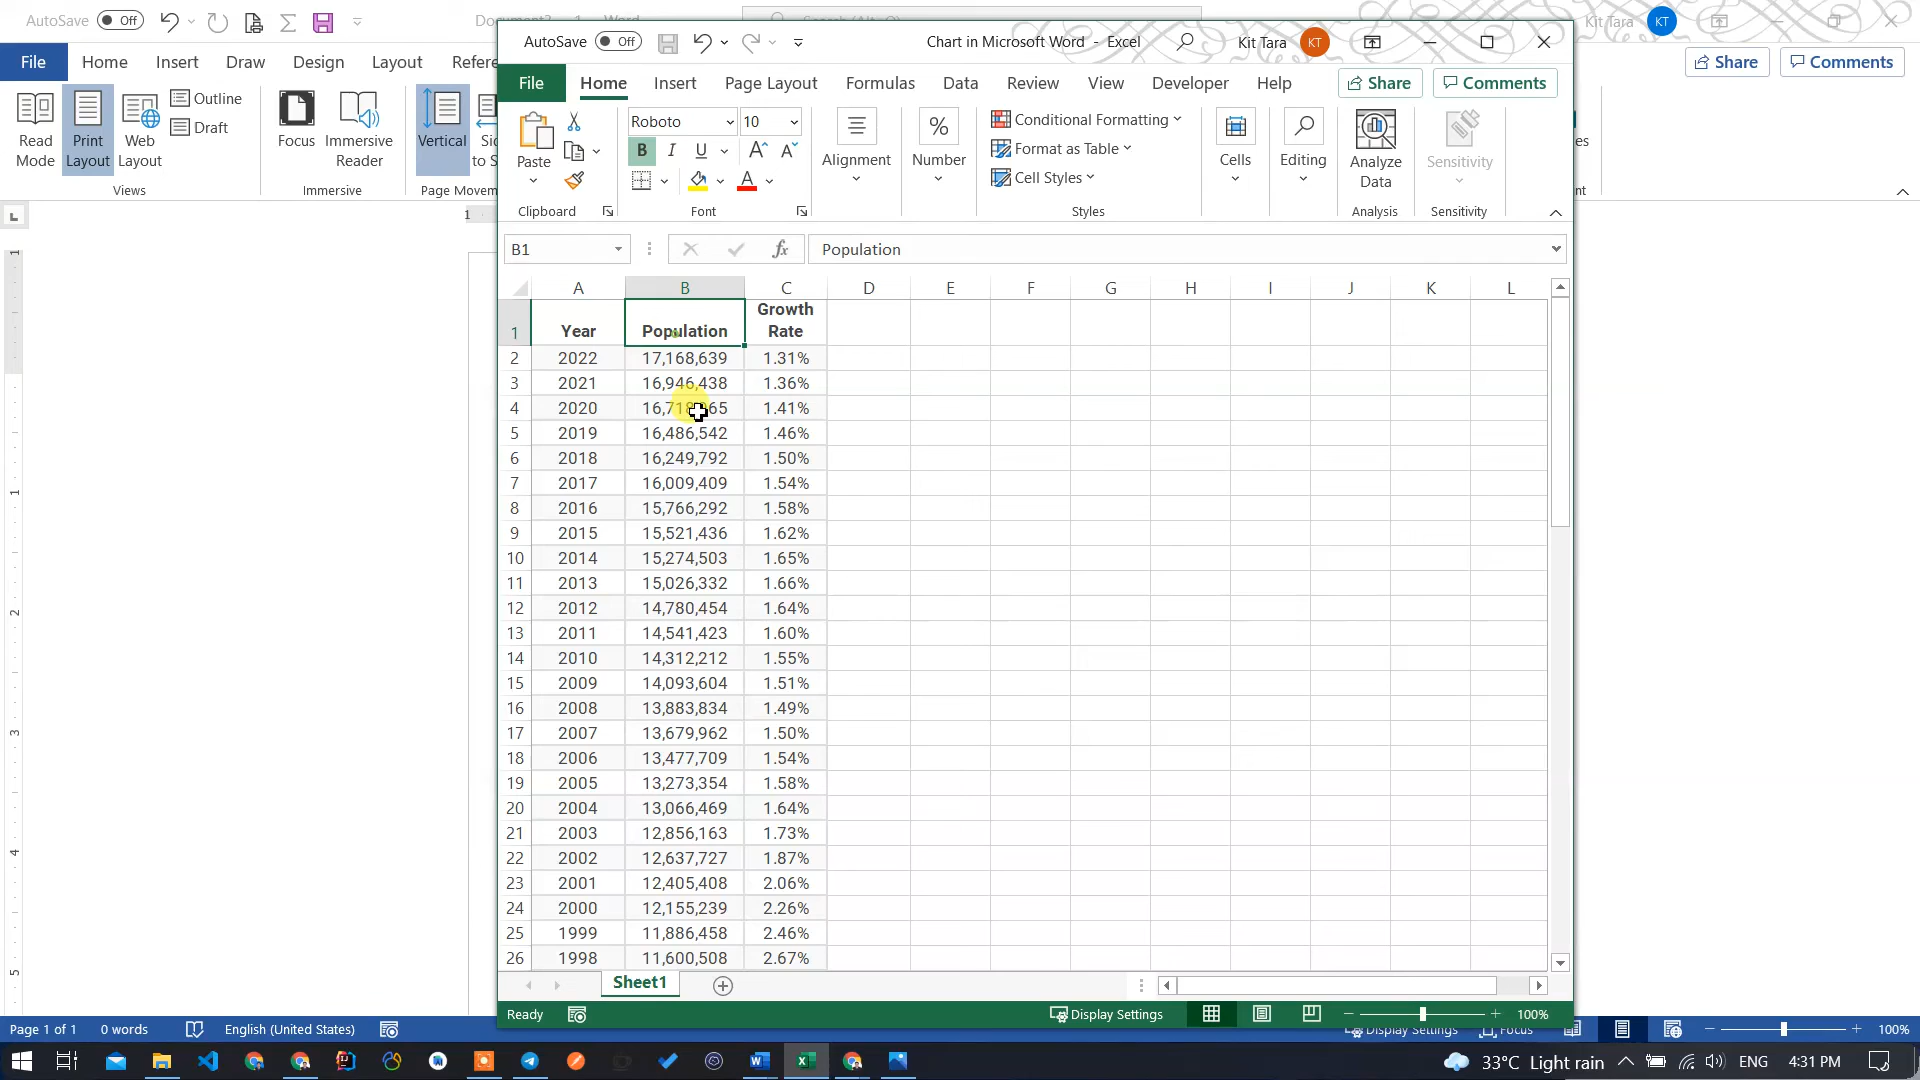 AutoSave Off
Kit Tara KT
File Home Insert Draw Design Layout
Share Comments
Read Mode
Print Layout
Web Layout
Outline
Draft
Views
Focus
Immersive Reader
Immersive
Vertical
AutoSave Off
Chart in Microsoft Word - Excel
Kit Tara KT
File Home Insert Page Layout Formulas Data Review View Developer Help
Share Comments
Paste
Clipboard
Roboto 10
B I U
Font
Alignment
%
Number
Conditional Formatting
Format as Table
Cell Styles
Styles
Cells
Editing
Analyze Data
Analysis
Sensitivity
Sensitivity
B1 fx Population
A B C D E F G H I J K L
1 Year Population Growth Rate
2 2022 17,168,639 1.31%
3 2021 16,946,438 1.36%
4 2020 1.41%
5 2019 16,486,542 1.46%
6 2018 16,249,792 1.50%
7 2017 16,009,409 1.54%
8 2016 15,766,292 1.58%
9 2015 15,521,436 1.62%
10 2014 15,274,503 1.65%
11 2013 15,026,332 1.66%
12 2012 14,780,454 1.64%
13 2011 14,541,423 1.60%
14 2010 14,312,212 1.55%
15 2009 14,093,604 1.51%
16 2008 13,883,834 1.49%
17 2007 13,679,962 1.50%
18 2006 13,477,709 1.54%
19 2005 13,273,354 1.58%
20 2004 13,066,469 1.64%
21 2003 12,856,163 1.73%
22 2002 12,637,727 1.87%
23 2001 12,405,408 2.06%
24 2000 12,155,239 2.26%
25 1999 11,886,458 2.46%
26 1998 11,600,508 2.67%
Sheet1
Ready Display Settings 100%
Page 1 of 1 0 words English (United States) Display Settings Focus 100%
33°C Light rain ENG 4:31 PM